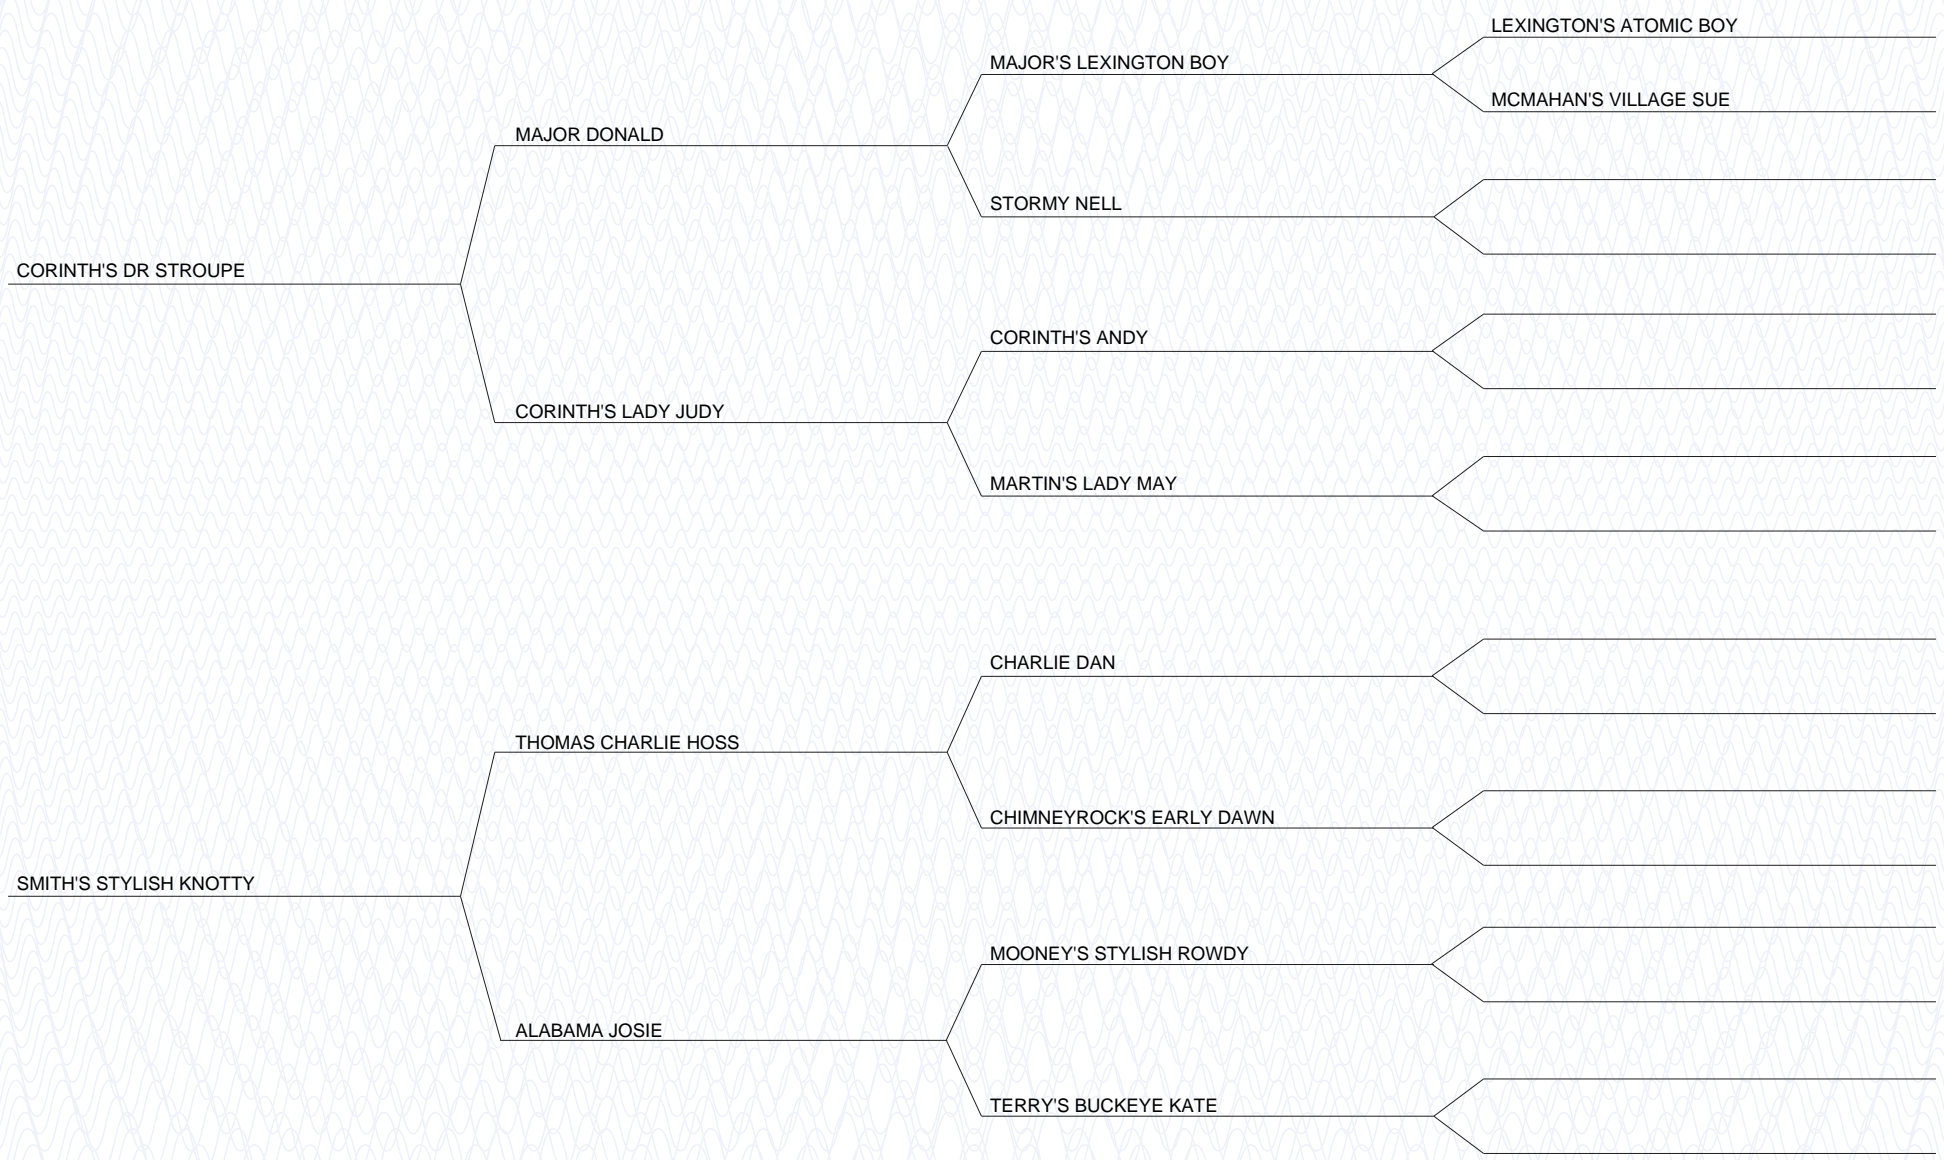 LEXINGTON'S ATOMIC BOY
MAJOR'S LEXINGTON BOY
MCMAHAN'S VILLAGE SUE
MAJOR DONALD
STORMY NELL
CORINTH'S DR STROUPE
CORINTH'S ANDY
CORINTH'S LADY JUDY
MARTIN'S LADY MAY
CHARLIE DAN
THOMAS CHARLIE HOSS
CHIMNEYROCK'S EARLY DAWN
SMITH'S STYLISH KNOTTY
MOONEY'S STYLISH ROWDY
ALABAMA JOSIE
TERRY'S BUCKEYE KATE